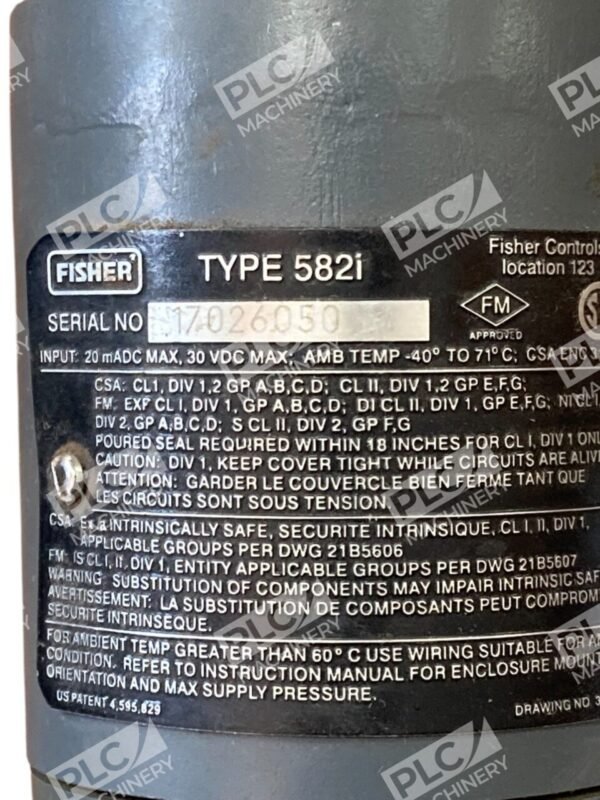 FISHER
TYPE 582i
Fisher Controls
location 123
SERIAL NO 17026050
FM
APPROVED
INPUT: 20 mADC MAX, 30 VDC MAX; AMB TEMP -40° TO 71° C; CSA ENC 3
CSA: CL I, DIV 1,2 GP A,B,C,D; CL II, DIV 1,2 GP E,F,G;
FM: EXP CL I, DIV 1, GP A,B,C,D; DI CL II, DIV 1, GP E,F,G; NI CL I,
DIV 2, GP A,B,C,D; S CL II, DIV 2, GP F,G
POURED SEAL REQUIRED WITHIN 18 INCHES FOR CL I, DIV 1 ONL
CAUTION: DIV 1, KEEP COVER TIGHT WHILE CIRCUITS ARE ALIVE
ATTENTION: GARDER LE COUVERCLE BIEN FERME TANT QUE
LES CIRCUITS SONT SOUS TENSION
CSA: Ex ia INTRINSICALLY SAFE, SECURITE INTRINSIQUE, CL I, II, DIV 1,
APPLICABLE GROUPS PER DWG 21B5606
FM: IS CL I, II, DIV 1, ENTITY APPLICABLE GROUPS PER DWG 21B5607
WARNING: SUBSTITUTION OF COMPONENTS MAY IMPAIR INTRINSIC SAF
AVERTISSEMENT: LA SUBSTITUTION DE COMPOSANTS PEUT COMPROM
SECURITE INTRINSÈQUE.
FOR AMBIENT TEMP GREATER THAN 60° C USE WIRING SUITABLE FOR AM
CONDITION. REFER TO INSTRUCTION MANUAL FOR ENCLOSURE MOUNT
ORIENTATION AND MAX SUPPLY PRESSURE.
US PATENT 4,595,829
DRAWING NO. 3
PLC MACHINERY